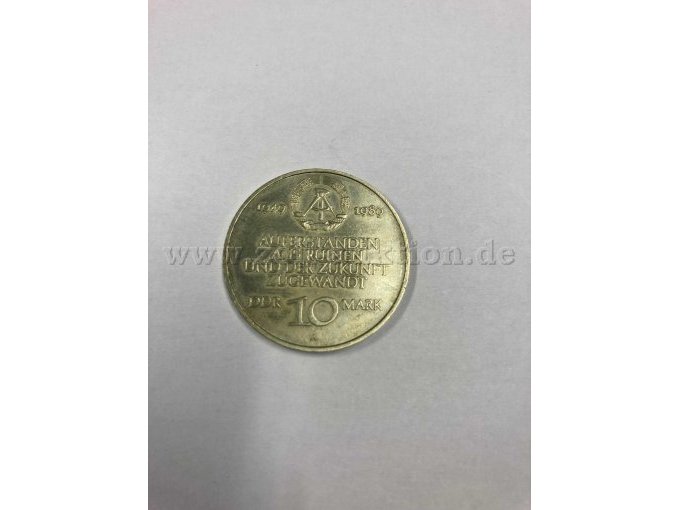 1949 1989
AUFERSTANDEN
AUS RUINEN
UND DER ZUKUNFT
ZUGEWANDT
DDR 10 MARK
A